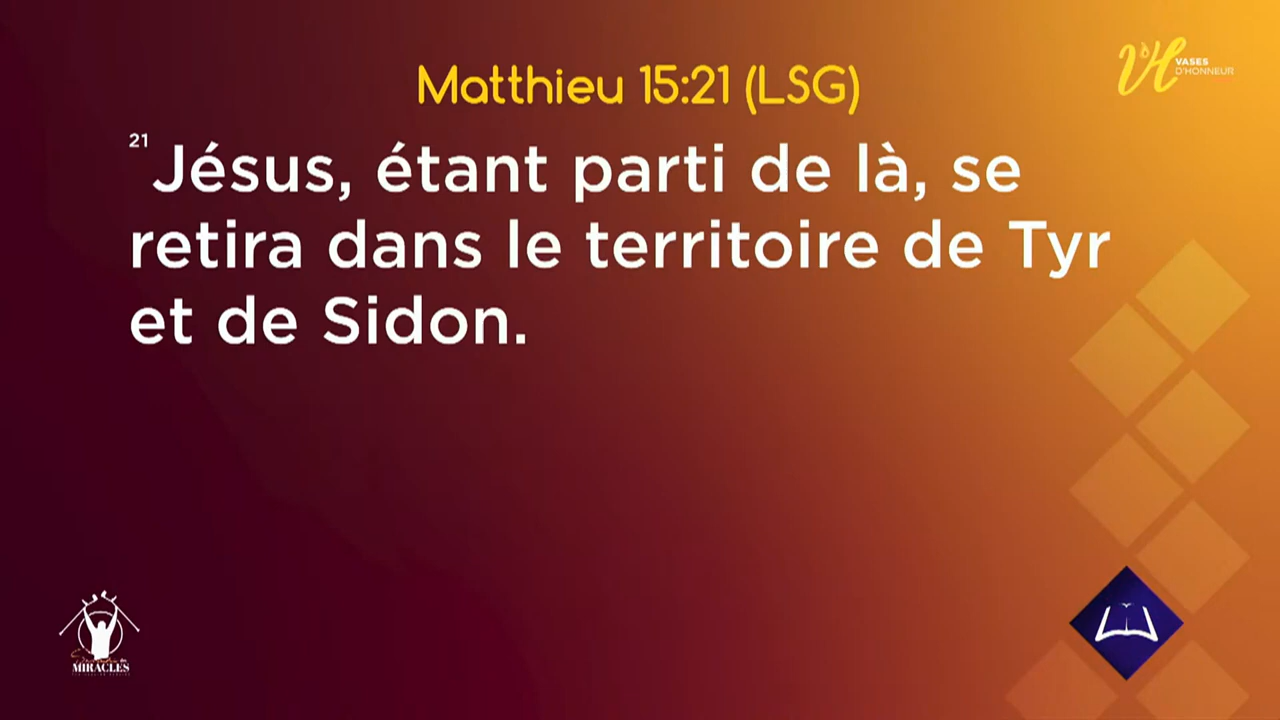 Matthieu 15:21 (LSG)
VASES
D'HONNEUR
21 Jésus, étant parti de là, se
retira dans le territoire de Tyr
et de Sidon.
MIRACLES